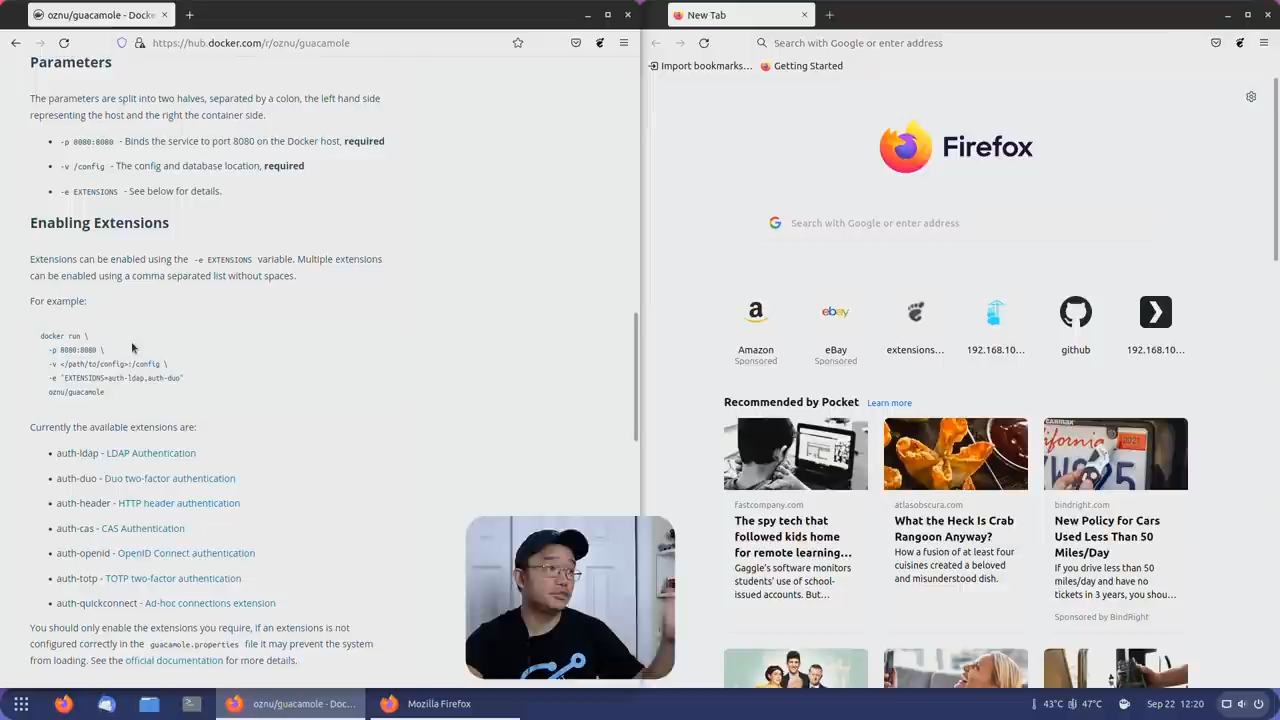 oznu/guacamole - Docke
https://hub.docker.com/r/oznu/guacamole
Parameters
The parameters are split into two halves, separated by a colon, the left hand side
representing the host and the right the container side.
-p 8080:8080 - Binds the service to port 8080 on the Docker host, required
-v /config - The config and database location, required
-e EXTENSIONS - See below for details.
Enabling Extensions
Extensions can be enabled using the -e EXTENSIONS variable. Multiple extensions
can be enabled using a comma separated list without spaces.
For example:
docker run \
-p 8080:8080 \
-v </path/to/config>:/config \
-e "EXTENSIONS=auth-ldap,auth-duo"
oznu/guacamole
Currently the available extensions are:
auth-ldap - LDAP Authentication
auth-duo - Duo two-factor authentication
auth-header - HTTP header authentication
auth-cas - CAS Authentication
auth-openid - OpenID Connect authentication
auth-totp - TOTP two-factor authentication
auth-quickconnect - Ad-hoc connections extension
You should only enable the extensions you require, if an extensions is not
configured correctly in the guacamole.properties file it may prevent the system
from loading. See the official documentation for more details.
New Tab
Search with Google or enter address
Import bookmarks... Getting Started
Firefox
Search with Google or enter address
Amazon
Sponsored
ebay
eBay
Sponsored
extensions...
192.168.10...
github
192.168.10...
Recommended by Pocket Learn more
fastcompany.com
The spy tech that
followed kids home
for remote learning...
Gaggle's software monitors
students' use of school-
issued accounts. But...
atlasobscura.com
What the Heck Is Crab
Rangoon Anyway?
How a fusion of at least four
cuisines created a beloved
and misunderstood dish.
CARMAX
California
2021
bindright.com
New Policy for Cars
Used Less Than 50
Miles/Day
If you drive less than 50
miles/day and have no
tickets in 3 years, you shou...
Sponsored by BindRight
oznu/guacamole - Doc...
Mozilla Firefox
43°C 47°C
Sep 22 12:20